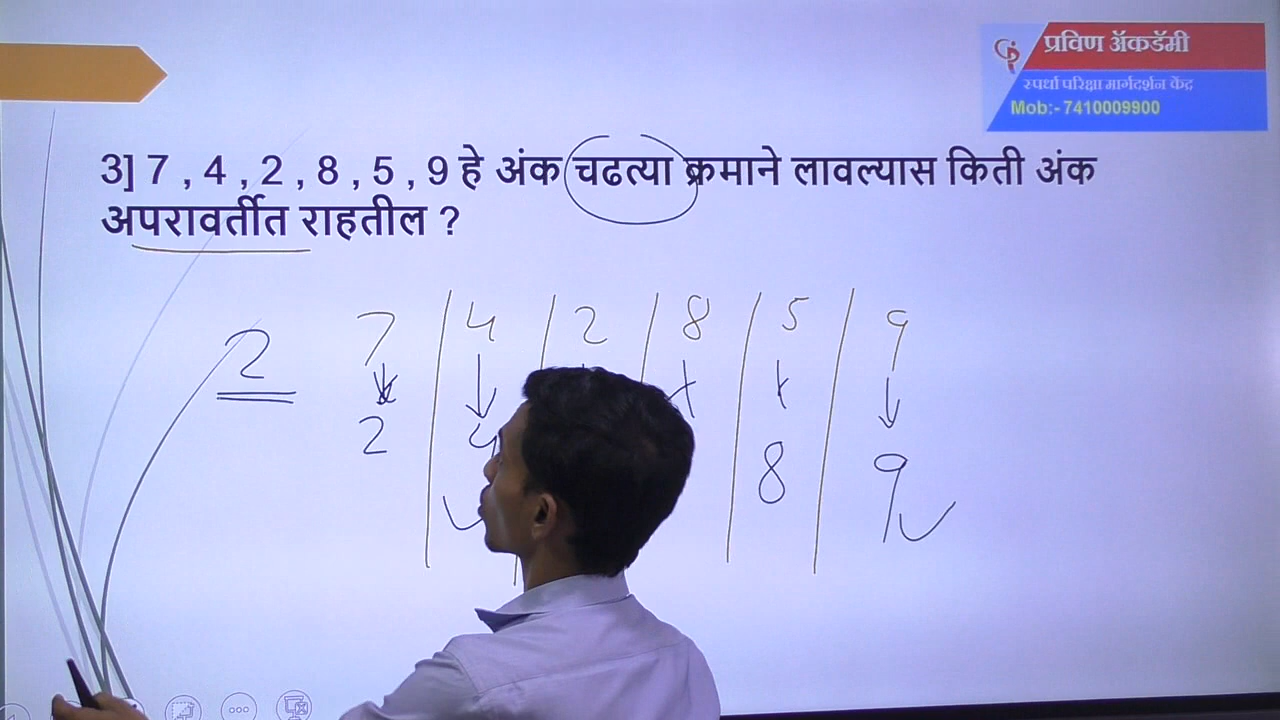 प्रविण ॲकडॅमी
स्पर्धा परिक्षा मार्गदर्शन केंद्र
Mob:- 7410009900
3] 7 , 4 , 2 , 8 , 5 , 9 हे अंक चढत्या क्रमाने लावल्यास किती अंक
अपरावर्तीत राहतील ?
7 4 2 8 5 9
2
2 4 8 9